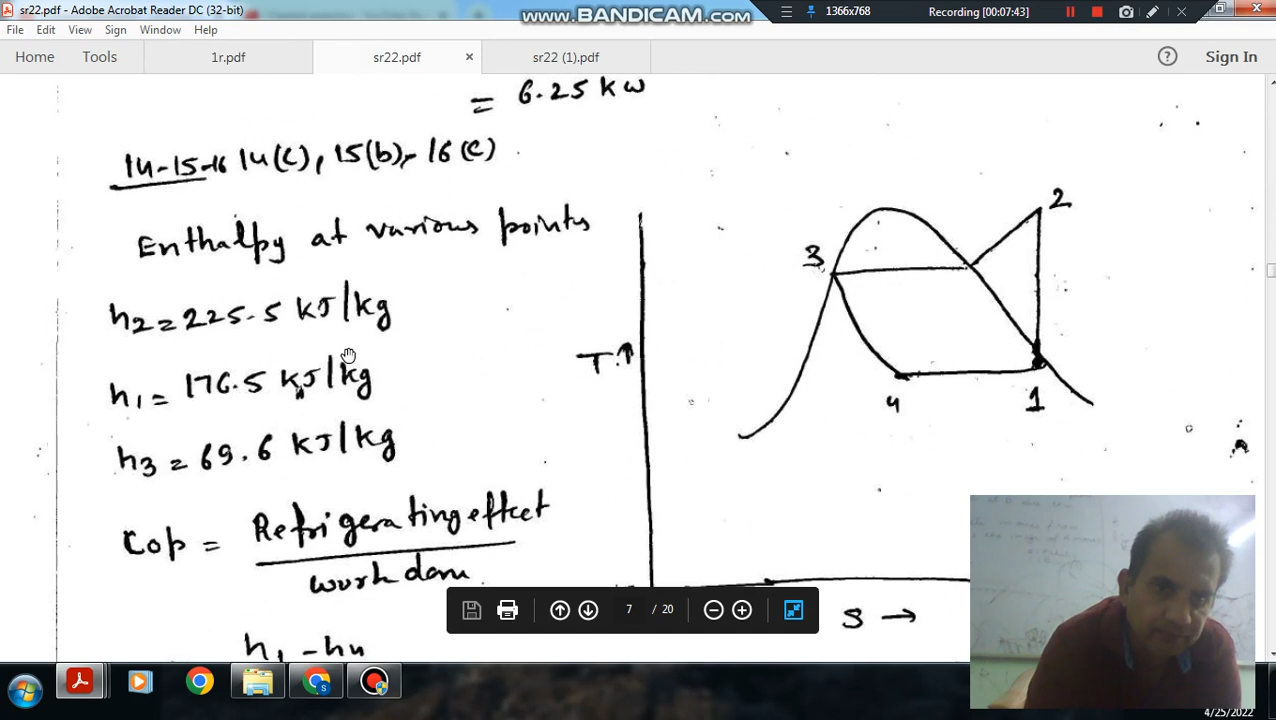 sr22.pdf - Adobe Acrobat Reader DC (32-bit)
www.BANDICAM.com
1366x768
Recording [00:07:43]
File Edit View Sign Window Help
Home Tools 1r.pdf sr22.pdf × sr22 (1).pdf Sign In
= 6.25 kW
14-15-16 14(c), 15(b), 16(c)
Enthalpy at various points
h2 = 225.5 kJ/kg
h1 = 176.5 kJ/kg
h3 = 69.6 kJ/kg
Cop = Refrigerating effect
work done
h1 - h4
2
3
T ↑
4
1
S →
7 / 20
4/25/2022